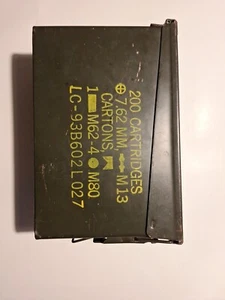 200 CARTRIDGES
⊕ 7.62 MM, M13
CARTONS,
1 M62-4 ● M80
LC-93B602L027